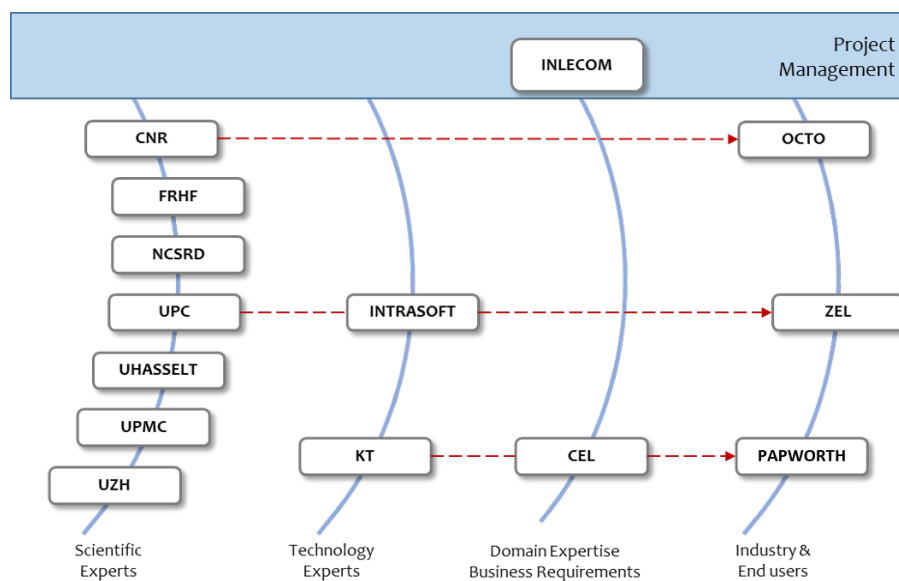 Project
Management
INLECOM
CNR
OCTO
FRHF
NCSRD
UPC
INTRASOFT
ZEL
UHASSELT
UPMC
KT
CEL
PAPWORTH
UZH
Scientific
Experts
Technology
Experts
Domain Expertise
Business Requirements
Industry &
End users